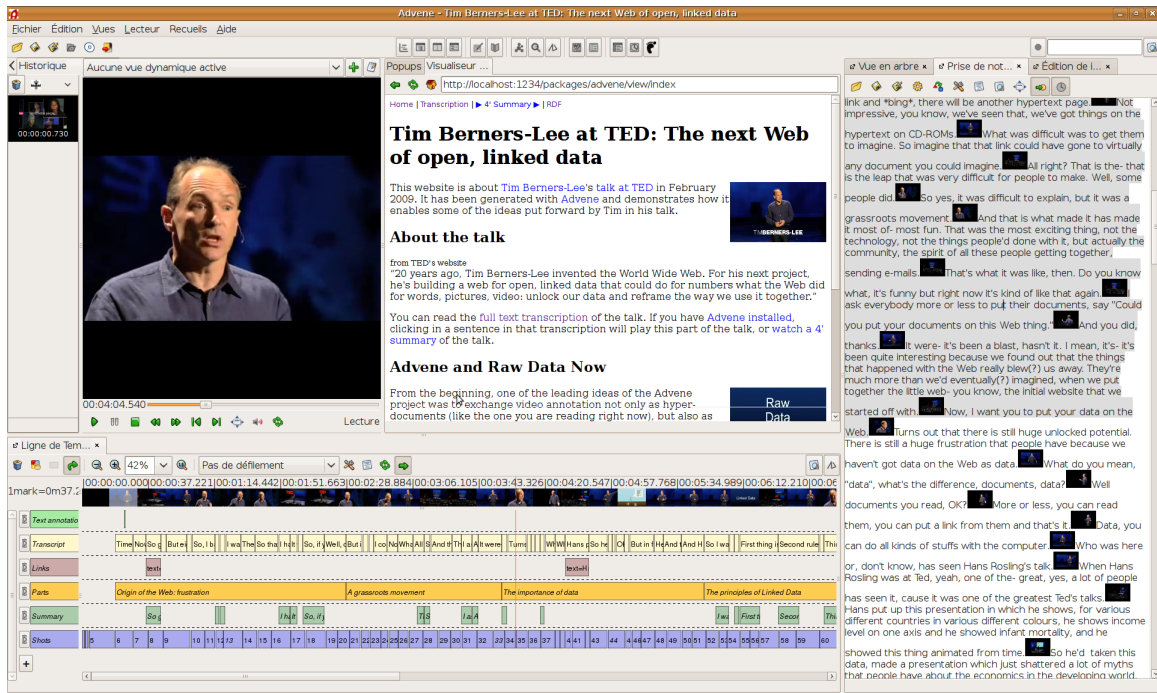 Advene - Tim Berners-Lee at TED: The next Web of open, linked data
Fichier Édition Vues Lecteur Recueils Aide
Historique
00:00:00.730
Aucune vue dynamique active
00:04:04.540
Lecture
Popups Visualiseur ...
http://localhost:1234/packages/advene/view/index
Home | Transcription | ▶ 4' Summary ▶ | RDF
Tim Berners-Lee at TED: The next Web
of open, linked data
This website is about Tim Berners-Lee's talk at TED in February
2009. It has been generated with Advene and demonstrates how it
enables some of the ideas put forward by Tim in his talk.
TIMBERNERS-LEE
About the talk
from TED's website
"20 years ago, Tim Berners-Lee invented the World Wide Web. For his next project,
he's building a web for open, linked data that could do for numbers what the Web did
for words, pictures, video: unlock our data and reframe the way we use it together."
You can read the full text transcription of the talk. If you have Advene installed,
clicking in a sentence in that transcription will play this part of the talk, or watch a 4'
summary of the talk.
Advene and Raw Data Now
From the beginning, one of the leading ideas of the Advene
project was to exchange video annotation not only as hyper-
documents (like the one you are reading right now), but also as
Raw
Data
Vue en arbre Prise de not... Édition de l...
link and *bing*, there will be another hypertext page. Not
impressive, you know, we've seen that, we've got things on the
hypertext on CD-ROMs. What was difficult was to get them
to imagine. So imagine that that link could have gone to virtually
any document you could imagine. All right? That is the- that
is the leap that was very difficult for people to make. Well, some
people did. So yes, it was difficult to explain, but it was a
grassroots movement. And that is what made it has made
it most of- most fun. That was the most exciting thing, not the
technology, not the things people'd done with it, but actually the
community, the spirit of all these people getting together,
sending e-mails. That's what it was like, then. Do you know
what, it's funny but right now it's kind of like that again. I
ask everybody more or less to put their documents, say "Could
you put your documents on this Web thing." And you did,
thanks. It were- it's been a blast, hasn't it. I mean, it's- it's
been quite interesting because we found out that the things
that happened with the Web really blew(?) us away. They're
much more than we'd eventually(?) imagined, when we put
together the little web- you know, the initial website that we
started off with. Now, I want you to put your data on the
Web. Turns out that there is still huge unlocked potential.
There is still a huge frustration that people have because we
haven't got data on the Web as data. What do you mean,
"data", what's the difference, documents, data? Well
documents you read, OK? More or less, you can read
them, you can put a link from them and that's it. Data, you
can do all kinds of stuffs with the computer. Who was here
or, don't know, has seen Hans Rosling's talk. When Hans
Rosling was at Ted, yeah, one of the- great, yes, a lot of people
has seen it, cause it was one of the greatest Ted's talks.
Hans put up this presentation in which he shows, for various
different countries in various different colours, he shows income
level on one axis and he showed infant mortality, and he
showed this thing animated from time. So he'd taken this
data, made a presentation which just shattered a lot of myths
that people have about the economics in the developing world.
Ligne de Tem...
42% Pas de défilement
1mark=0m37.2
00:00:00.000 00:00:37.221 00:01:14.442 00:01:51.663 00:02:28.884 00:03:06.105 00:03:43.326 00:04:20.547 00:04:57.768 00:05:34.989 00:06:12.210 00:06
Text annotatio
Transcript
Links text= text=H
Parts Origin of the Web: frustration A grassroots movement The importance of data The principles of Linked Data
Summary
Shots